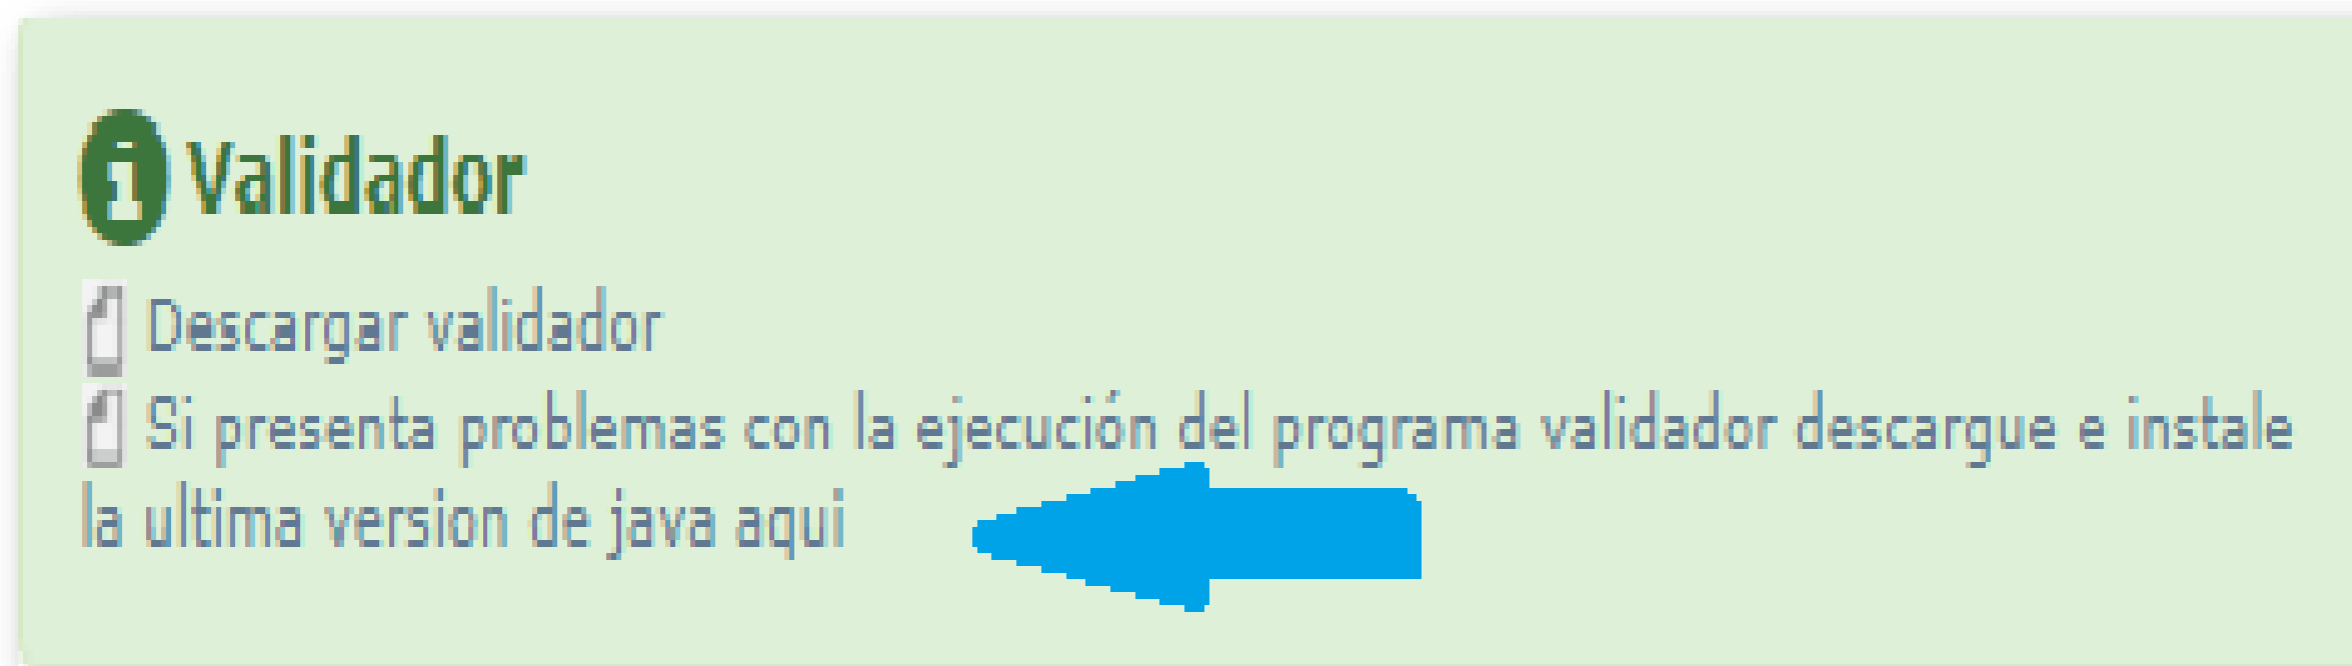 Validador
Descargar validador
Si presenta problemas con la ejecución del programa validador descargue e instale
la ultima version de java aqui